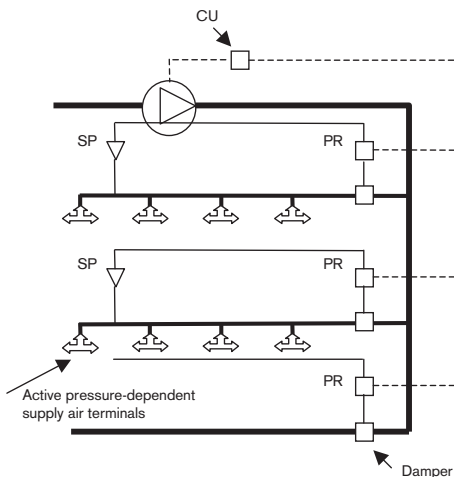 CU
SP
PR
SP
PR
PR
Active pressure-dependent
supply air terminals
Damper